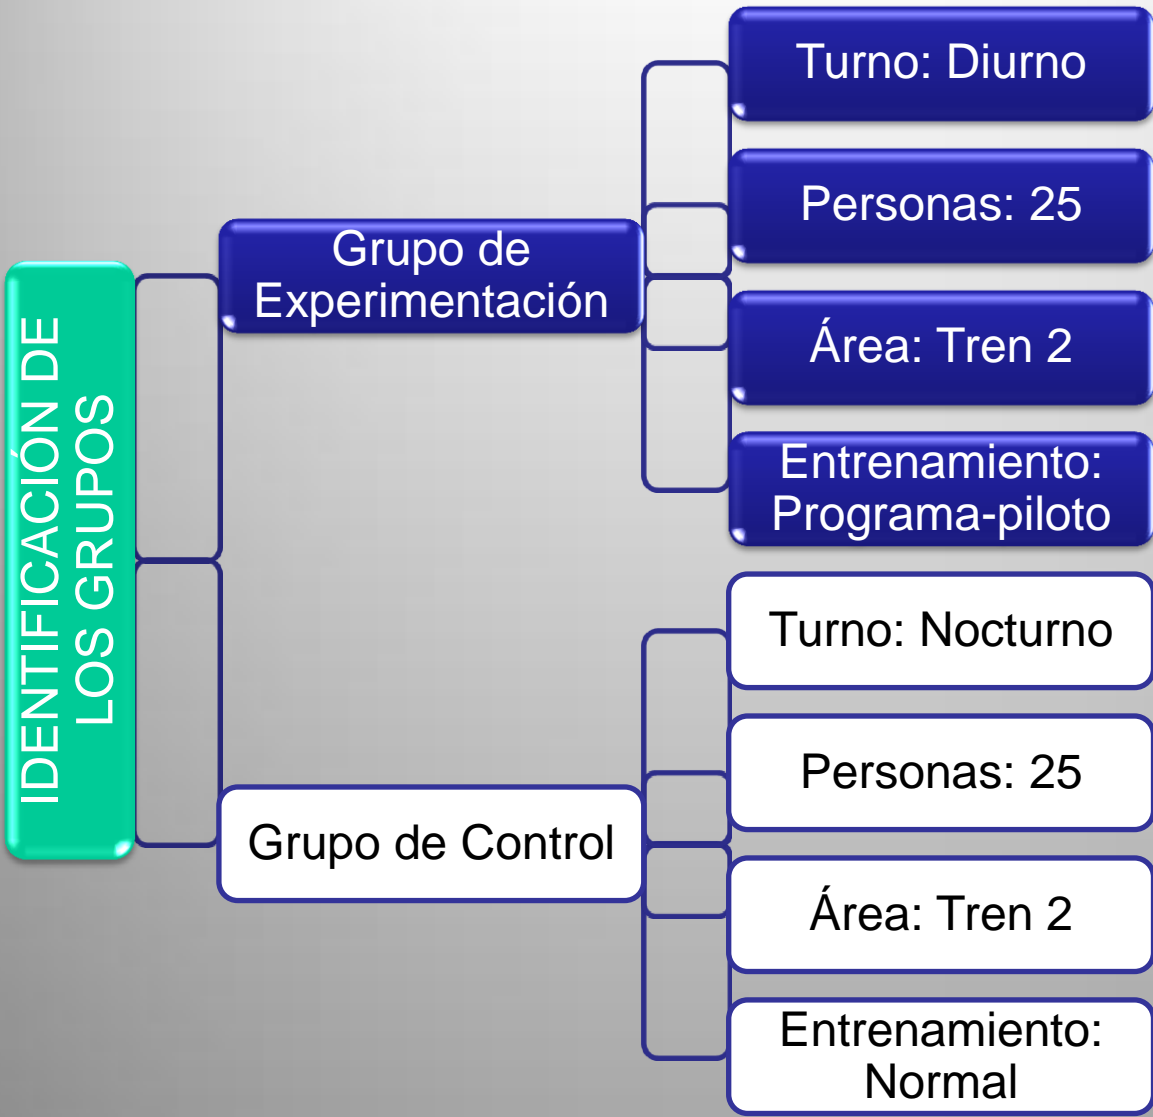 IDENTIFICACIÓN DE
LOS GRUPOS
Grupo de
Experimentación
Turno: Diurno
Personas: 25
Área: Tren 2
Entrenamiento:
Programa-piloto
Grupo de Control
Turno: Nocturno
Personas: 25
Área: Tren 2
Entrenamiento:
Normal